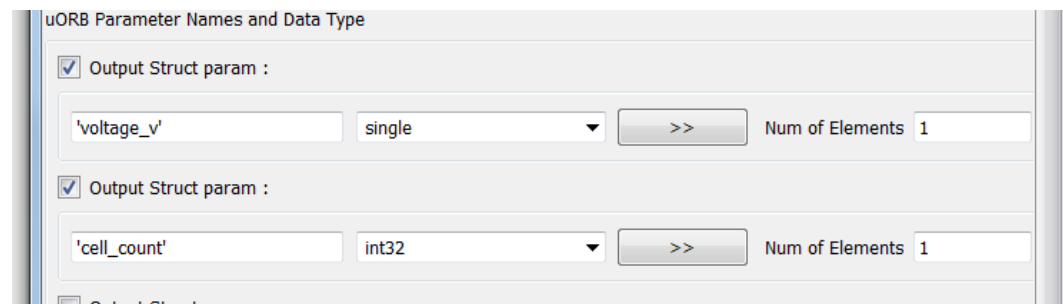 uORB Parameter Names and Data Type
Output Struct param :
'voltage_v' single >> Num of Elements 1
Output Struct param :
'cell_count' int32 >> Num of Elements 1